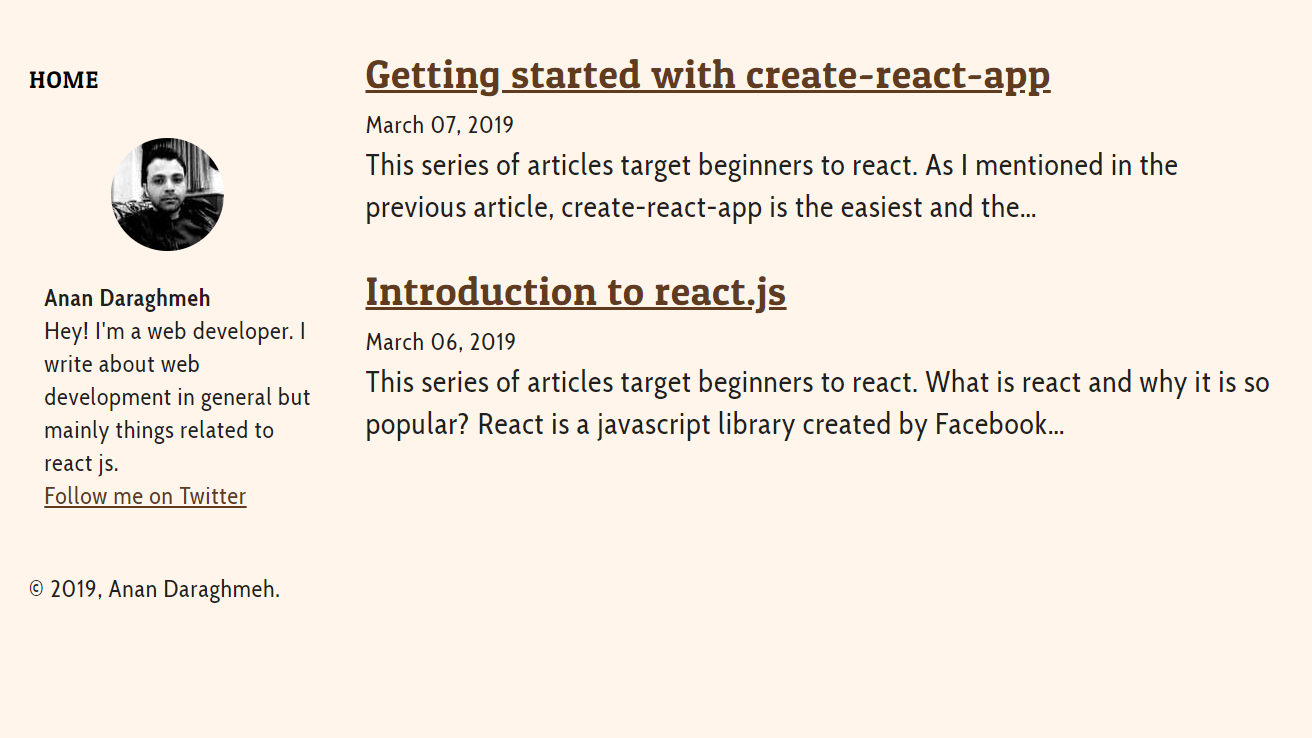 HOME
Anan Daraghmeh
Hey! I'm a web developer. I
write about web
development in general but
mainly things related to
react js.
Follow me on Twitter
© 2019, Anan Daraghmeh.
Getting started with create-react-app
March 07, 2019
This series of articles target beginners to react. As I mentioned in the
previous article, create-react-app is the easiest and the…
Introduction to react.js
March 06, 2019
This series of articles target beginners to react. What is react and why it is so
popular? React is a javascript library created by Facebook…